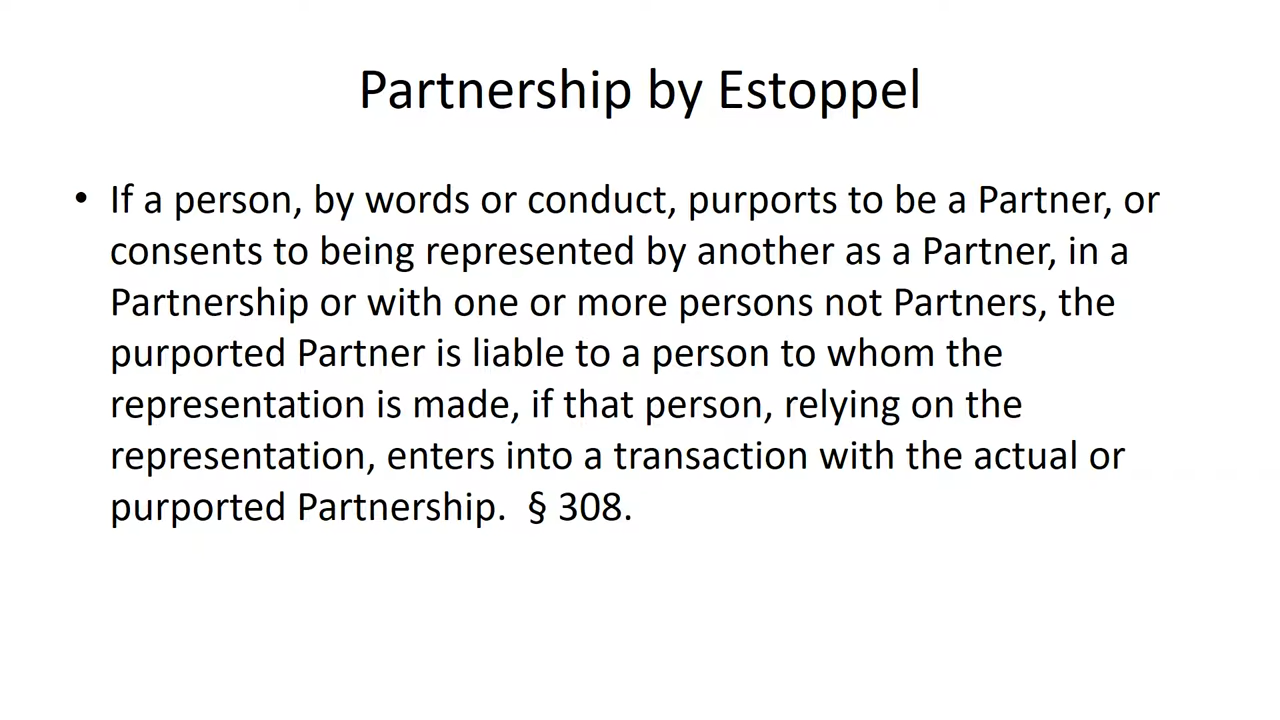 Partnership by Estoppel
• If a person, by words or conduct, purports to be a Partner, or
consents to being represented by another as a Partner, in a
Partnership or with one or more persons not Partners, the
purported Partner is liable to a person to whom the
representation is made, if that person, relying on the
representation, enters into a transaction with the actual or
purported Partnership.  § 308.